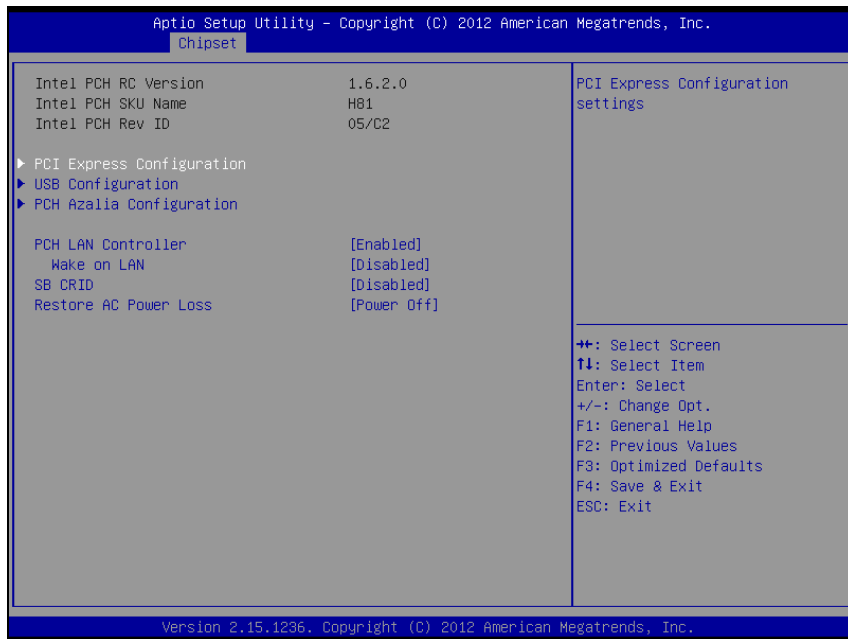 Aptio Setup Utility – Copyright (C) 2012 American Megatrends, Inc.
Chipset
Intel PCH RC Version 1.6.2.0
Intel PCH SKU Name H81
Intel PCH Rev ID 05/C2
PCI Express Configuration
USB Configuration
PCH Azalia Configuration
PCH LAN Controller [Enabled]
Wake on LAN [Disabled]
SB CRID [Disabled]
Restore AC Power Loss [Power Off]
PCI Express Configuration
settings
→←: Select Screen
↑↓: Select Item
Enter: Select
+/-: Change Opt.
F1: General Help
F2: Previous Values
F3: Optimized Defaults
F4: Save & Exit
ESC: Exit
Version 2.15.1236. Copyright (C) 2012 American Megatrends, Inc.